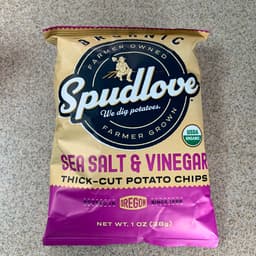 ORGANIC
FARMER OWNED
Spudlove
We dig potatoes.
FARMER GROWN
USDA
ORGANIC
SEA SALT & VINEGAR
THICK-CUT POTATO CHIPS
OREGON
NET WT. 1 OZ (28g)